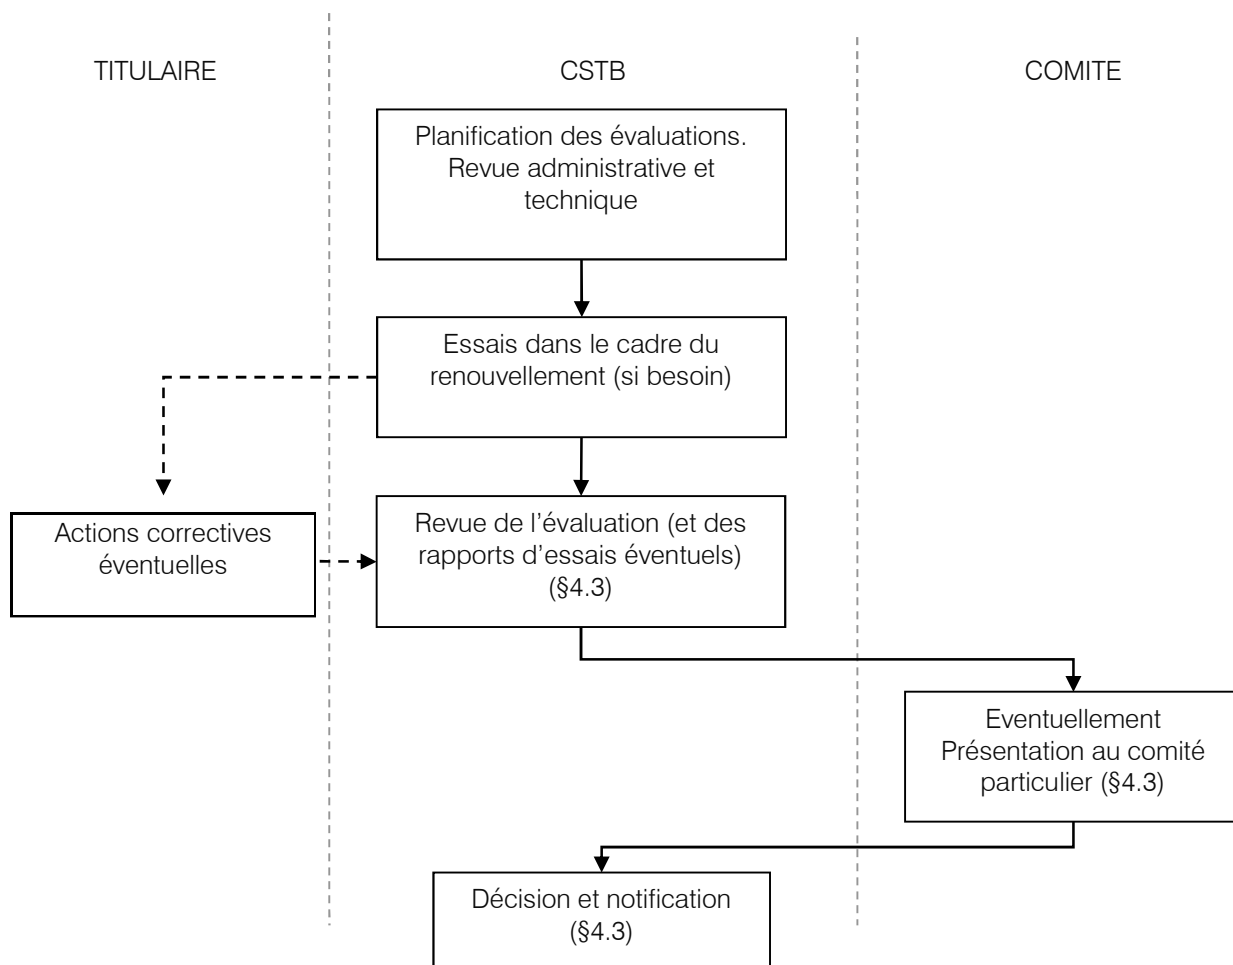 TITULAIRE
CSTB
COMITE
Planification des évaluations.
Revue administrative et
technique
Essais dans le cadre du
renouvellement (si besoin)
Actions correctives
éventuelles
Revue de l’évaluation (et des
rapports d’essais éventuels)
(§4.3)
Eventuellement
Présentation au comité
particulier (§4.3)
Décision et notification
(§4.3)